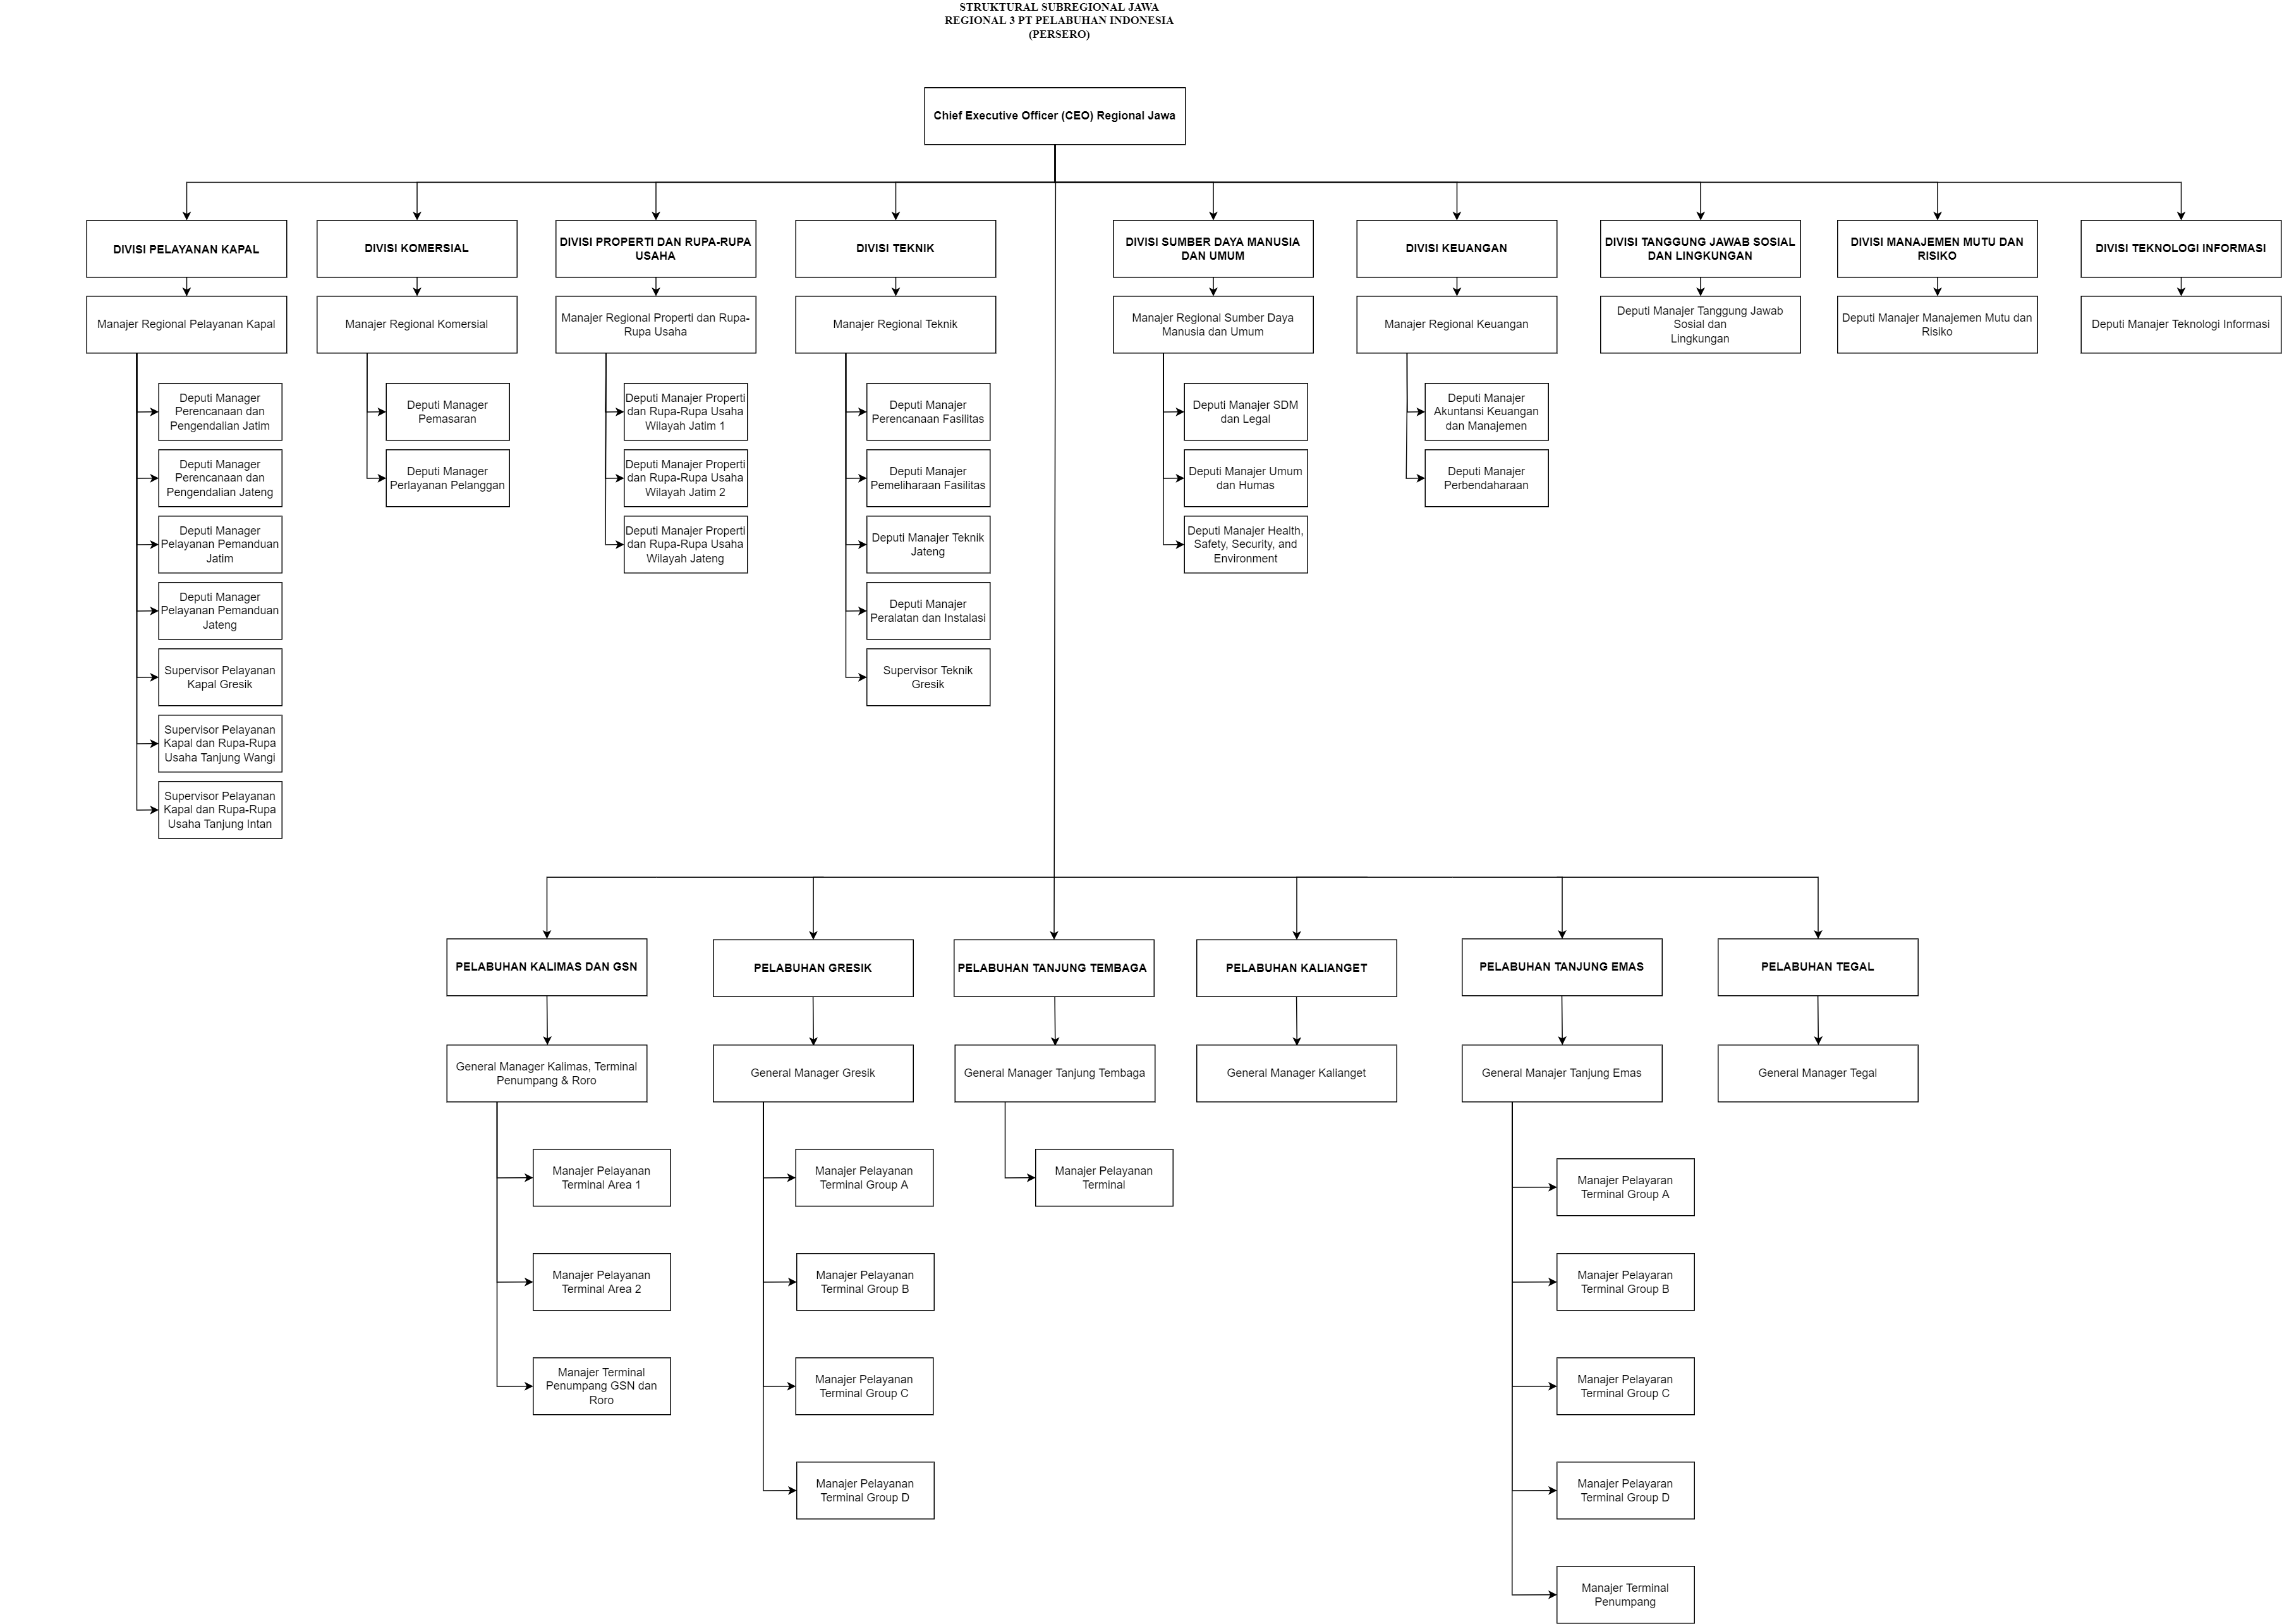 STRUKTURAL SUBREGIONAL JAWA
REGIONAL 3 PT PELABUHAN INDONESIA
(PERSERO)
Chief Executive Officer (CEO) Regional Jawa
DIVISI PELAYANAN KAPAL
DIVISI KOMERSIAL
DIVISI PROPERTI DAN RUPA-RUPA
USAHA
DIVISI TEKNIK
DIVISI SUMBER DAYA MANUSIA
DAN UMUM
DIVISI KEUANGAN
DIVISI TANGGUNG JAWAB SOSIAL
DAN LINGKUNGAN
DIVISI MANAJEMEN MUTU DAN
RISIKO
DIVISI TEKNOLOGI INFORMASI
Manajer Regional Pelayanan Kapal
Manajer Regional Komersial
Manajer Regional Properti dan Rupa-
Rupa Usaha
Manajer Regional Teknik
Manajer Regional Sumber Daya
Manusia dan Umum
Manajer Regional Keuangan
Deputi Manajer Tanggung Jawab
Sosial dan
Lingkungan
Deputi Manajer Manajemen Mutu dan
Risiko
Deputi Manajer Teknologi Informasi
Deputi Manager
Perencanaan dan
Pengendalian Jatim
Deputi Manager
Perencanaan dan
Pengendalian Jateng
Deputi Manager
Pelayanan Pemanduan
Jatim
Deputi Manager
Pelayanan Pemanduan
Jateng
Supervisor Pelayanan
Kapal Gresik
Supervisor Pelayanan
Kapal dan Rupa-Rupa
Usaha Tanjung Wangi
Supervisor Pelayanan
Kapal dan Rupa-Rupa
Usaha Tanjung Intan
Deputi Manager
Pemasaran
Deputi Manager
Perlayanan Pelanggan
Deputi Manajer Properti
dan Rupa-Rupa Usaha
Wilayah Jatim 1
Deputi Manajer Properti
dan Rupa-Rupa Usaha
Wilayah Jatim 2
Deputi Manajer Properti
dan Rupa-Rupa Usaha
Wilayah Jateng
Deputi Manajer
Perencanaan Fasilitas
Deputi Manajer
Pemeliharaan Fasilitas
Deputi Manajer Teknik
Jateng
Deputi Manajer
Peralatan dan Instalasi
Supervisor Teknik
Gresik
Deputi Manajer SDM
dan Legal
Deputi Manajer Umum
dan Humas
Deputi Manajer Health,
Safety, Security, and
Environment
Deputi Manajer
Akuntansi Keuangan
dan Manajemen
Deputi Manajer
Perbendaharaan
PELABUHAN KALIMAS DAN GSN
PELABUHAN GRESIK
PELABUHAN TANJUNG TEMBAGA
PELABUHAN KALIANGET
PELABUHAN TANJUNG EMAS
PELABUHAN TEGAL
General Manager Kalimas, Terminal
Penumpang & Roro
General Manager Gresik
General Manager Tanjung Tembaga
General Manager Kalianget
General Manajer Tanjung Emas
General Manager Tegal
Manajer Pelayanan
Terminal Area 1
Manajer Pelayanan
Terminal Area 2
Manajer Terminal
Penumpang GSN dan
Roro
Manajer Pelayanan
Terminal Group A
Manajer Pelayanan
Terminal Group B
Manajer Pelayanan
Terminal Group C
Manajer Pelayanan
Terminal Group D
Manajer Pelayanan
Terminal
Manajer Pelayaran
Terminal Group A
Manajer Pelayaran
Terminal Group B
Manajer Pelayaran
Terminal Group C
Manajer Pelayaran
Terminal Group D
Manajer Terminal
Penumpang